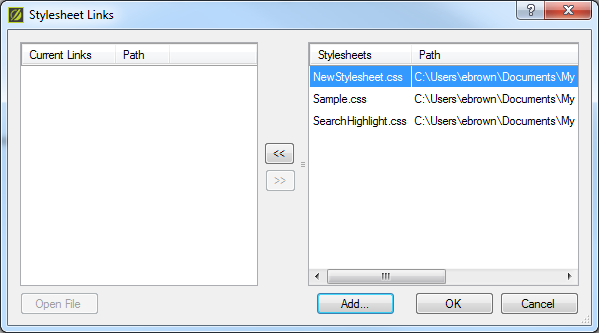 Stylesheet Links
Current Links Path
Stylesheets Path
NewStylesheet.css C:\Users\ebrown\Documents\My
Sample.css C:\Users\ebrown\Documents\My
SearchHighlight.css C:\Users\ebrown\Documents\My
<<
>>
Open File Add... OK Cancel